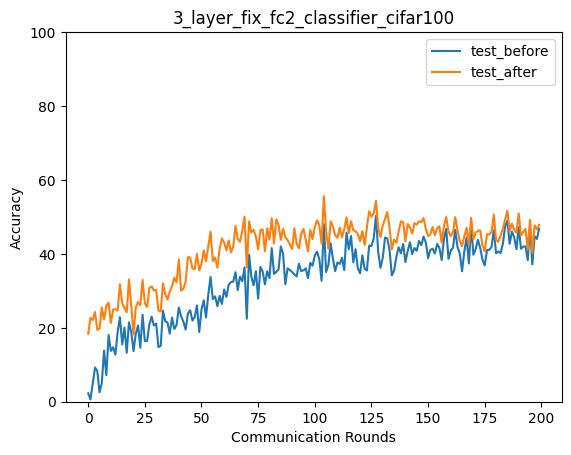 3_layer_fix_fc2_classifier_cifar100
test_before
test_after
Accuracy
100
80
60
40
20
0
0 25 50 75 100 125 150 175 200
Communication Rounds